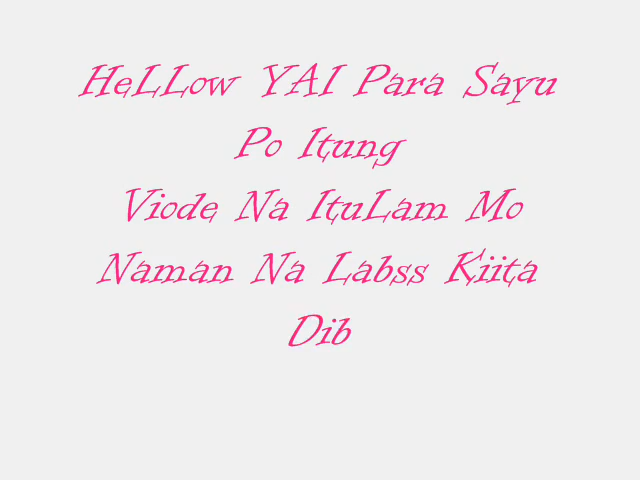 HeLLow YAI Para Sayu
Po Itung
Viode Na ItuLam Mo
Naman Na Labss Kiita
Dib